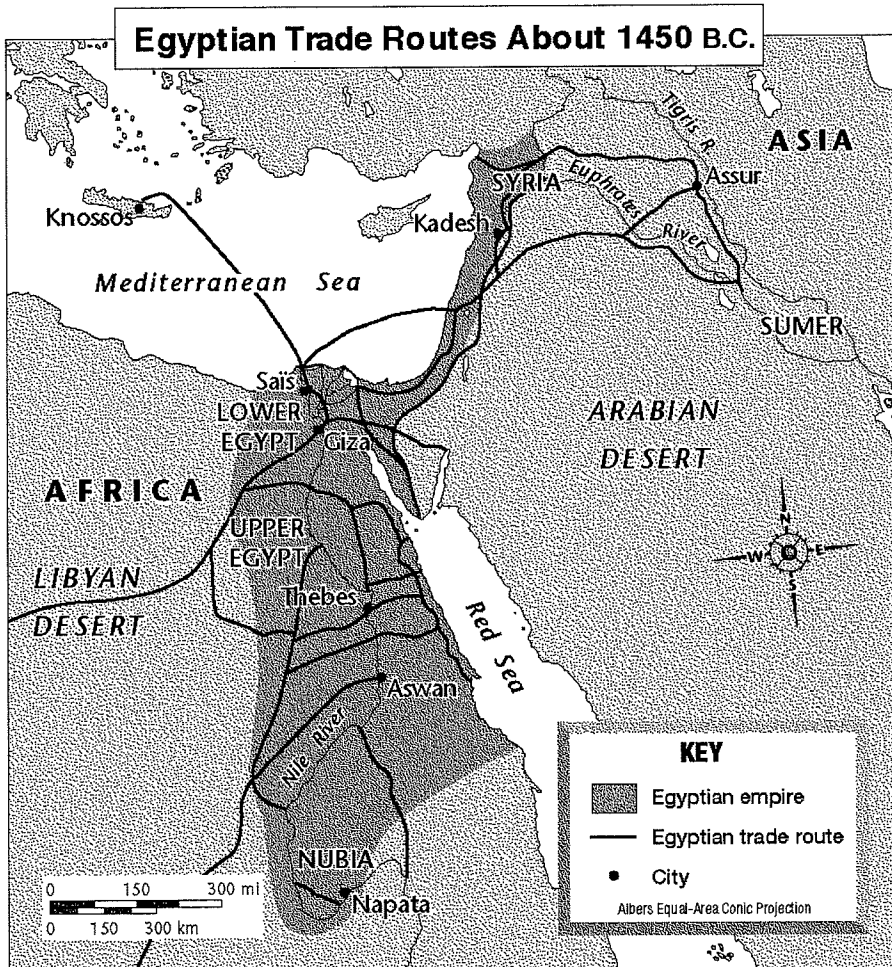 Egyptian Trade Routes About 1450 B.C.
Tigris R
ASIA
SYRIA
Euphrates
River
Assur
Knossos
Kadesh
Mediterranean Sea
SUMER
Saïs
LOWER
EGYPT
Giza
ARABIAN
DESERT
AFRICA
UPPER
EGYPT
N
W
E
S
LIBYAN
DESERT
Thebes
Red Sea
Aswan
Nile River
NUBIA
Napata
KEY
Egyptian empire
Egyptian trade route
City
Albers Equal-Area Conic Projection
0 150 300 mi
0 150 300 km